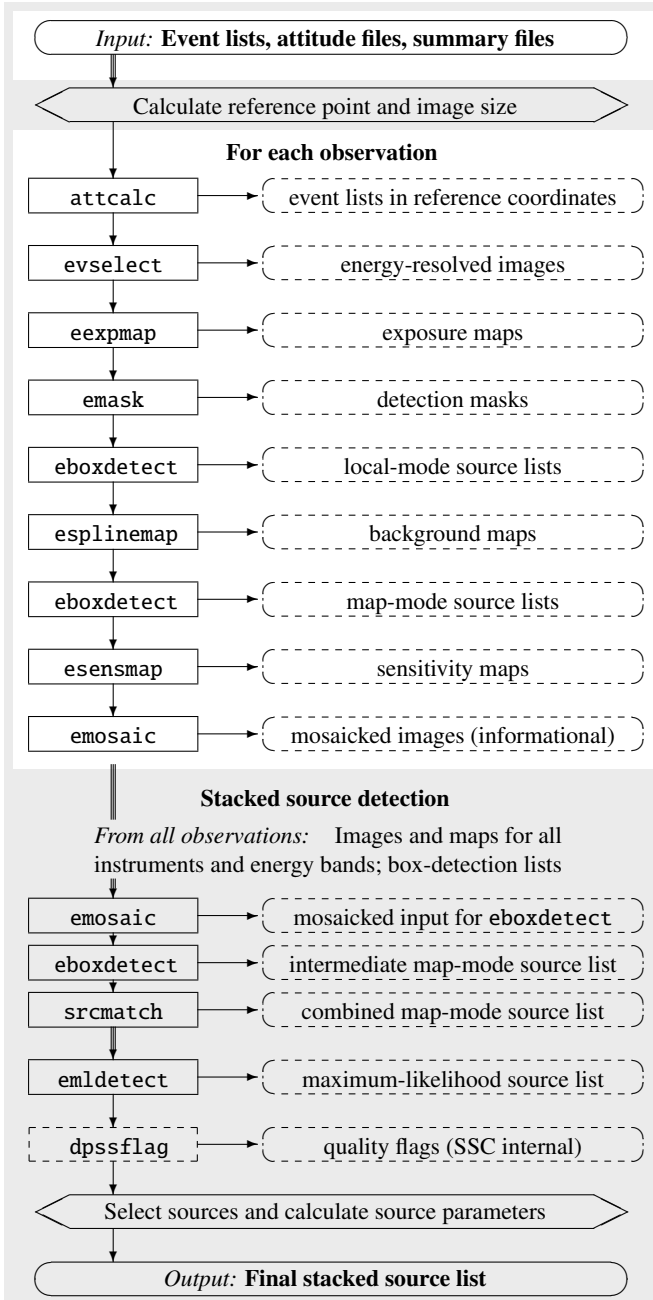 Input: Event lists, attitude files, summary files
Calculate reference point and image size
For each observation
attcalc event lists in reference coordinates
evselect energy-resolved images
eexpmap exposure maps
emask detection masks
eboxdetect local-mode source lists
esplinemap background maps
eboxdetect map-mode source lists
esensmap sensitivity maps
emosaic mosaicked images (informational)
Stacked source detection
From all observations: Images and maps for all
instruments and energy bands; box-detection lists
emosaic mosaicked input for eboxdetect
eboxdetect intermediate map-mode source list
srcmatch combined map-mode source list
emldetect maximum-likelihood source list
dpssflag quality flags (SSC internal)
Select sources and calculate source parameters
Output: Final stacked source list